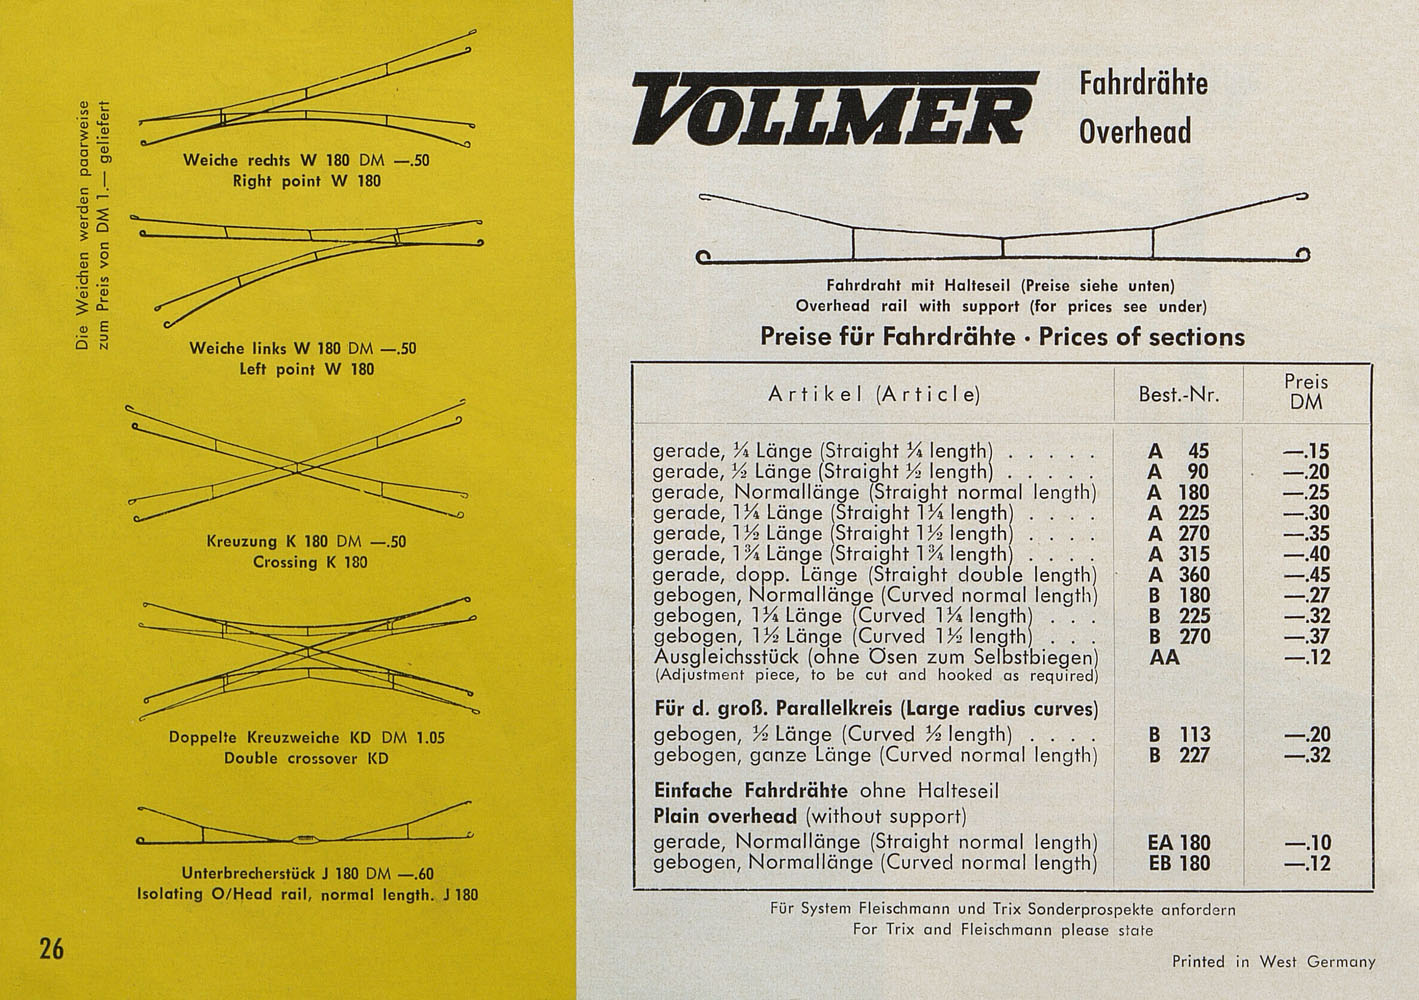 Die Weichen werden paarweise
zum Preis von DM 1.— geliefert
Weiche rechts W 180 DM —.50
Right point W 180
Weiche links W 180 DM —.50
Left point W 180
Kreuzung K 180 DM —.50
Crossing K 180
Doppelte Kreuzweiche KD DM 1.05
Double crossover KD
Unterbrecherstück J 180 DM —.60
Isolating O/Head rail, normal length. J 180
26
VOLLMER
Fahrdrähte
Overhead
Fahrdraht mit Halteseil (Preise siehe unten)
Overhead rail with support (for prices see under)
Preise für Fahrdrähte · Prices of sections
Artikel (Article) Best.-Nr. Preis DM
gerade, ¼ Länge (Straight ¼ length) . . . . . A 45 —.15
gerade, ½ Länge (Straight ½ length) . . . . . A 90 —.20
gerade, Normallänge (Straight normal length) A 180 —.25
gerade, 1¼ Länge (Straight 1¼ length) . . . . A 225 —.30
gerade, 1½ Länge (Straight 1½ length) . . . . A 270 —.35
gerade, 1¾ Länge (Straight 1¾ length) . . . . A 315 —.40
gerade, dopp. Länge (Straight double length) A 360 —.45
gebogen, Normallänge (Curved normal length) B 180 —.27
gebogen, 1¼ Länge (Curved 1¼ length) . . . B 225 —.32
gebogen, 1½ Länge (Curved 1½ length) . . . B 270 —.37
Ausgleichsstück (ohne Ösen zum Selbstbiegen) AA —.12
(Adjustment piece, to be cut and hooked as required)
Für d. groß. Parallelkreis (Large radius curves)
gebogen, ½ Länge (Curved ½ length) . . . . B 113 —.20
gebogen, ganze Länge (Curved normal length) B 227 —.32
Einfache Fahrdrähte ohne Halteseil
Plain overhead (without support)
gerade, Normallänge (Straight normal length) EA 180 —.10
gebogen, Normallänge (Curved normal length) EB 180 —.12
Für System Fleischmann und Trix Sonderprospekte anfordern
For Trix and Fleischmann please state
Printed in West Germany